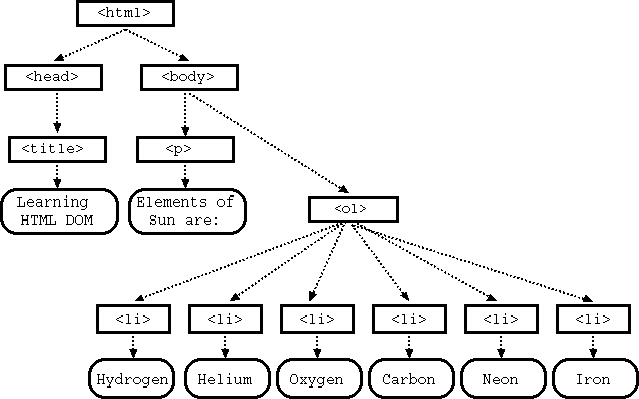 <html>
<head>
<body>
<title>
<p>
Learning
HTML DOM
Elements of
Sun are:
<ol>
<li>
<li>
<li>
<li>
<li>
<li>
Hydrogen
Helium
Oxygen
Carbon
Neon
Iron